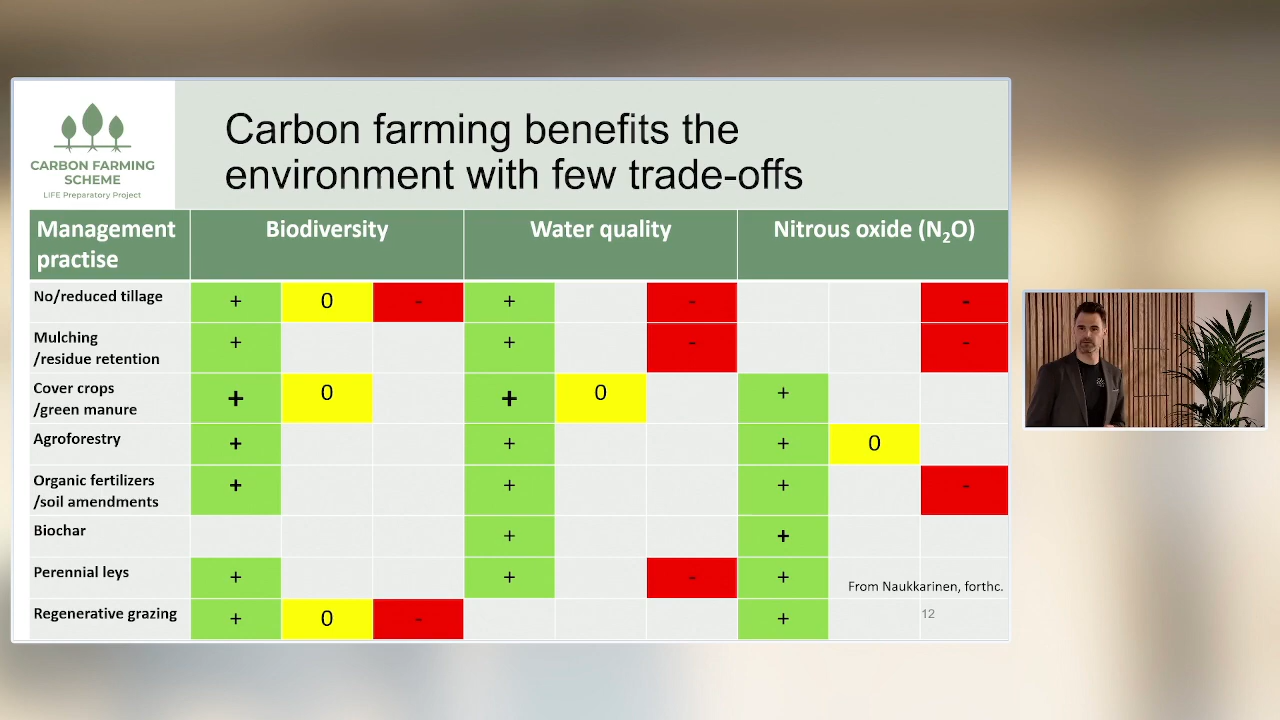 CARBON FARMING
SCHEME
LIFE Preparatory Project
Carbon farming benefits the
environment with few trade-offs
Management
practise
Biodiversity
Water quality
Nitrous oxide (N₂O)
No/reduced tillage
+ 0 - + - -
Mulching
/residue retention
+ + - -
Cover crops
/green manure
+ 0 + 0 +
Agroforestry
+ + + 0
Organic fertilizers
/soil amendments
+ + + -
Biochar
+ +
Perennial leys
+ + - +
From Naukkarinen, forthc.
Regenerative grazing
+ 0 - +
12